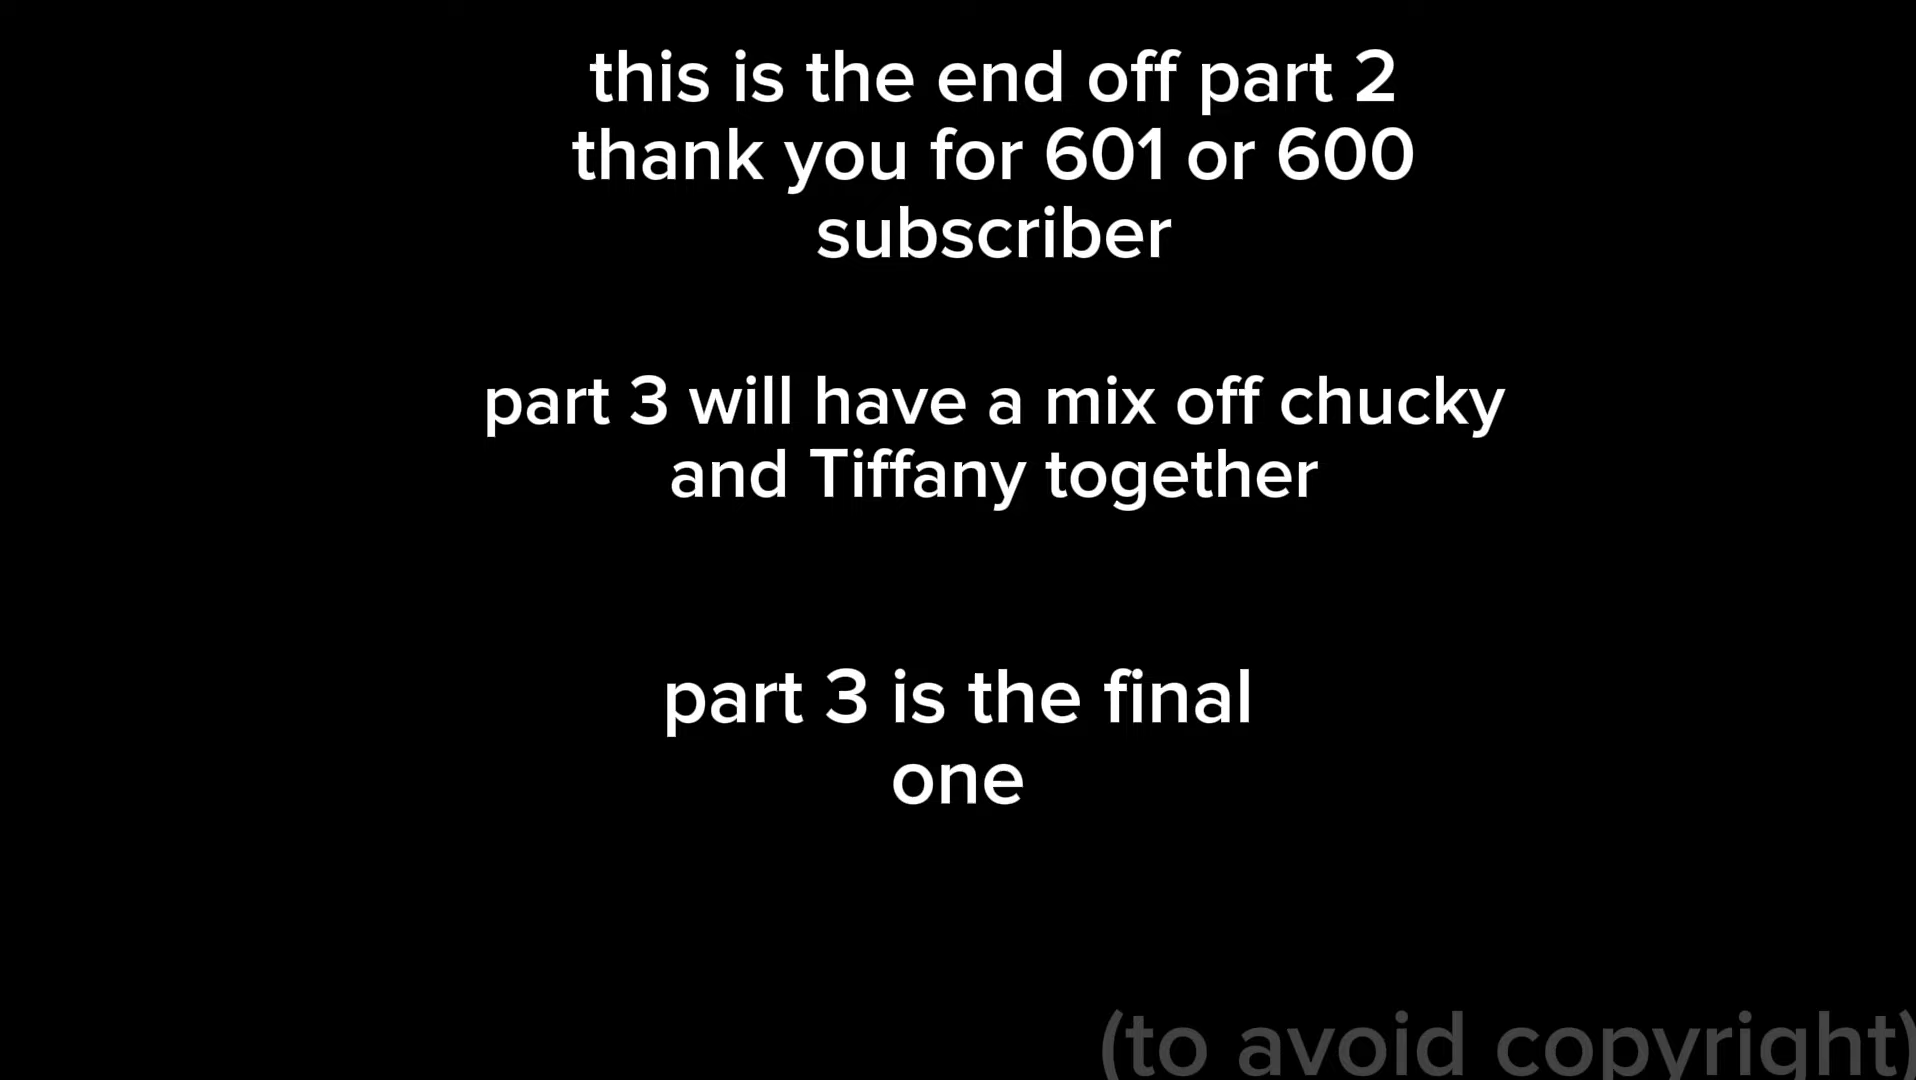 this is the end off part 2
thank you for 601 or 600
subscriber
part 3 will have a mix off chucky
and Tiffany together
part 3 is the final
one
(to avoid copyright)